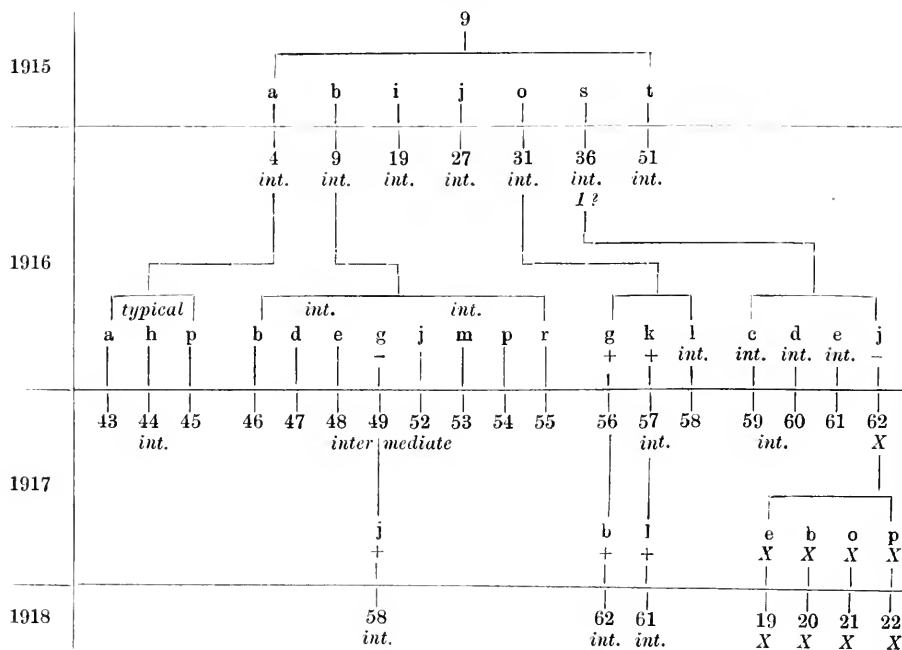 9
1915
a b i j o s t
4 9 19 27 31 36 51
int. int. int. int. int. int. int.
1 ?
1916
typical int. int.
a h p b d e g j m p r g k l c d e j
− + + int. int. int. int. −
43 44 45 46 47 48 49 52 53 54 55 56 57 58 59 60 61 62
int. inter mediate int. int. X
1917
j b l e b o p
+ + + X X X X
1918
58 62 61 19 20 21 22
int. int. int. X X X X